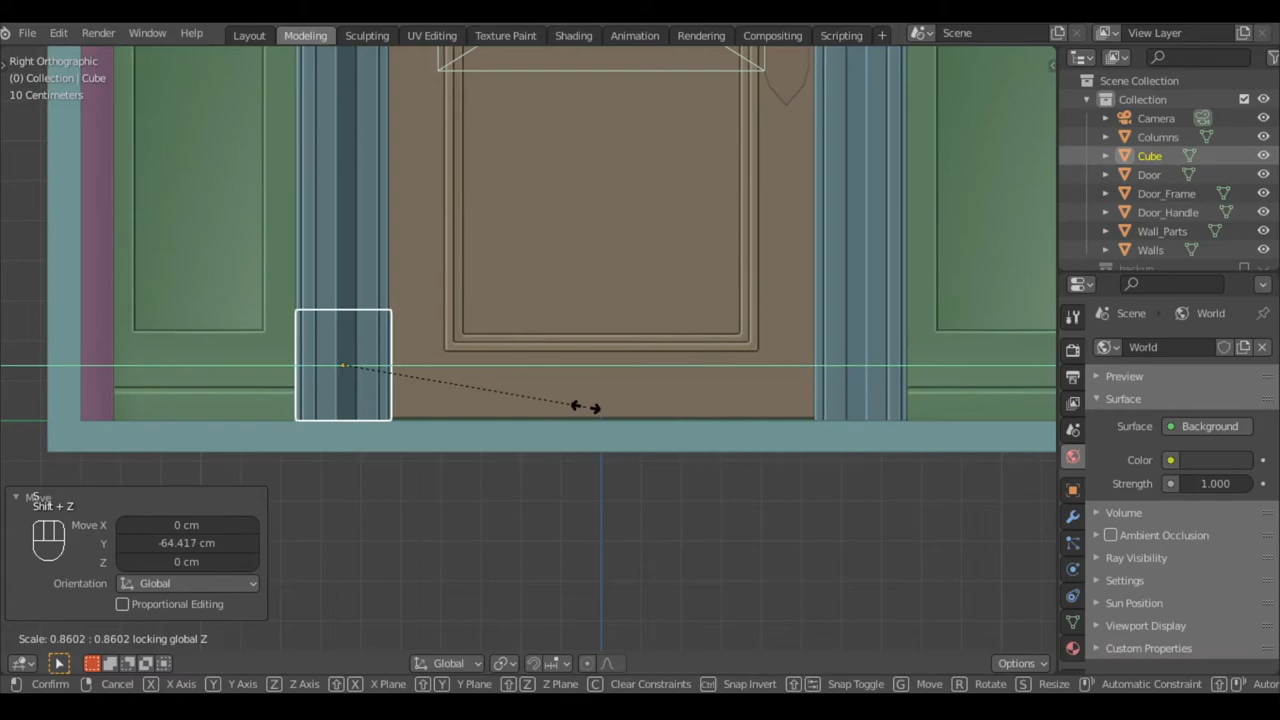 File Edit Render Window Help Layout Modeling Sculpting UV Editing Texture Paint Shading Animation Rendering Compositing Scripting + Scene View Layer
Right Orthographic
(0) Collection | Cube
10 Centimeters
Scene Collection
Collection
Camera
Columns
Cube
Door
Door_Frame
Door_Handle
Wall_Parts
Walls
backup
Scene World
World
Preview
Surface
Surface Background
Color
Strength 1.000
Volume
Ambient Occlusion
Ray Visibility
Settings
Sun Position
Viewport Display
Custom Properties
S
Move
Shift + Z
Move X 0 cm
Y -64.417 cm
Z 0 cm
Orientation Global
Proportional Editing
Scale: 0.8602 : 0.8602 locking global Z
Global Options
Confirm Cancel X X Axis Y Y Axis Z Z Axis X X Plane Y Y Plane Z Z Plane C Clear Constraints Ctrl Snap Invert Snap Toggle G Move R Rotate S Resize Automatic Constraint Auto